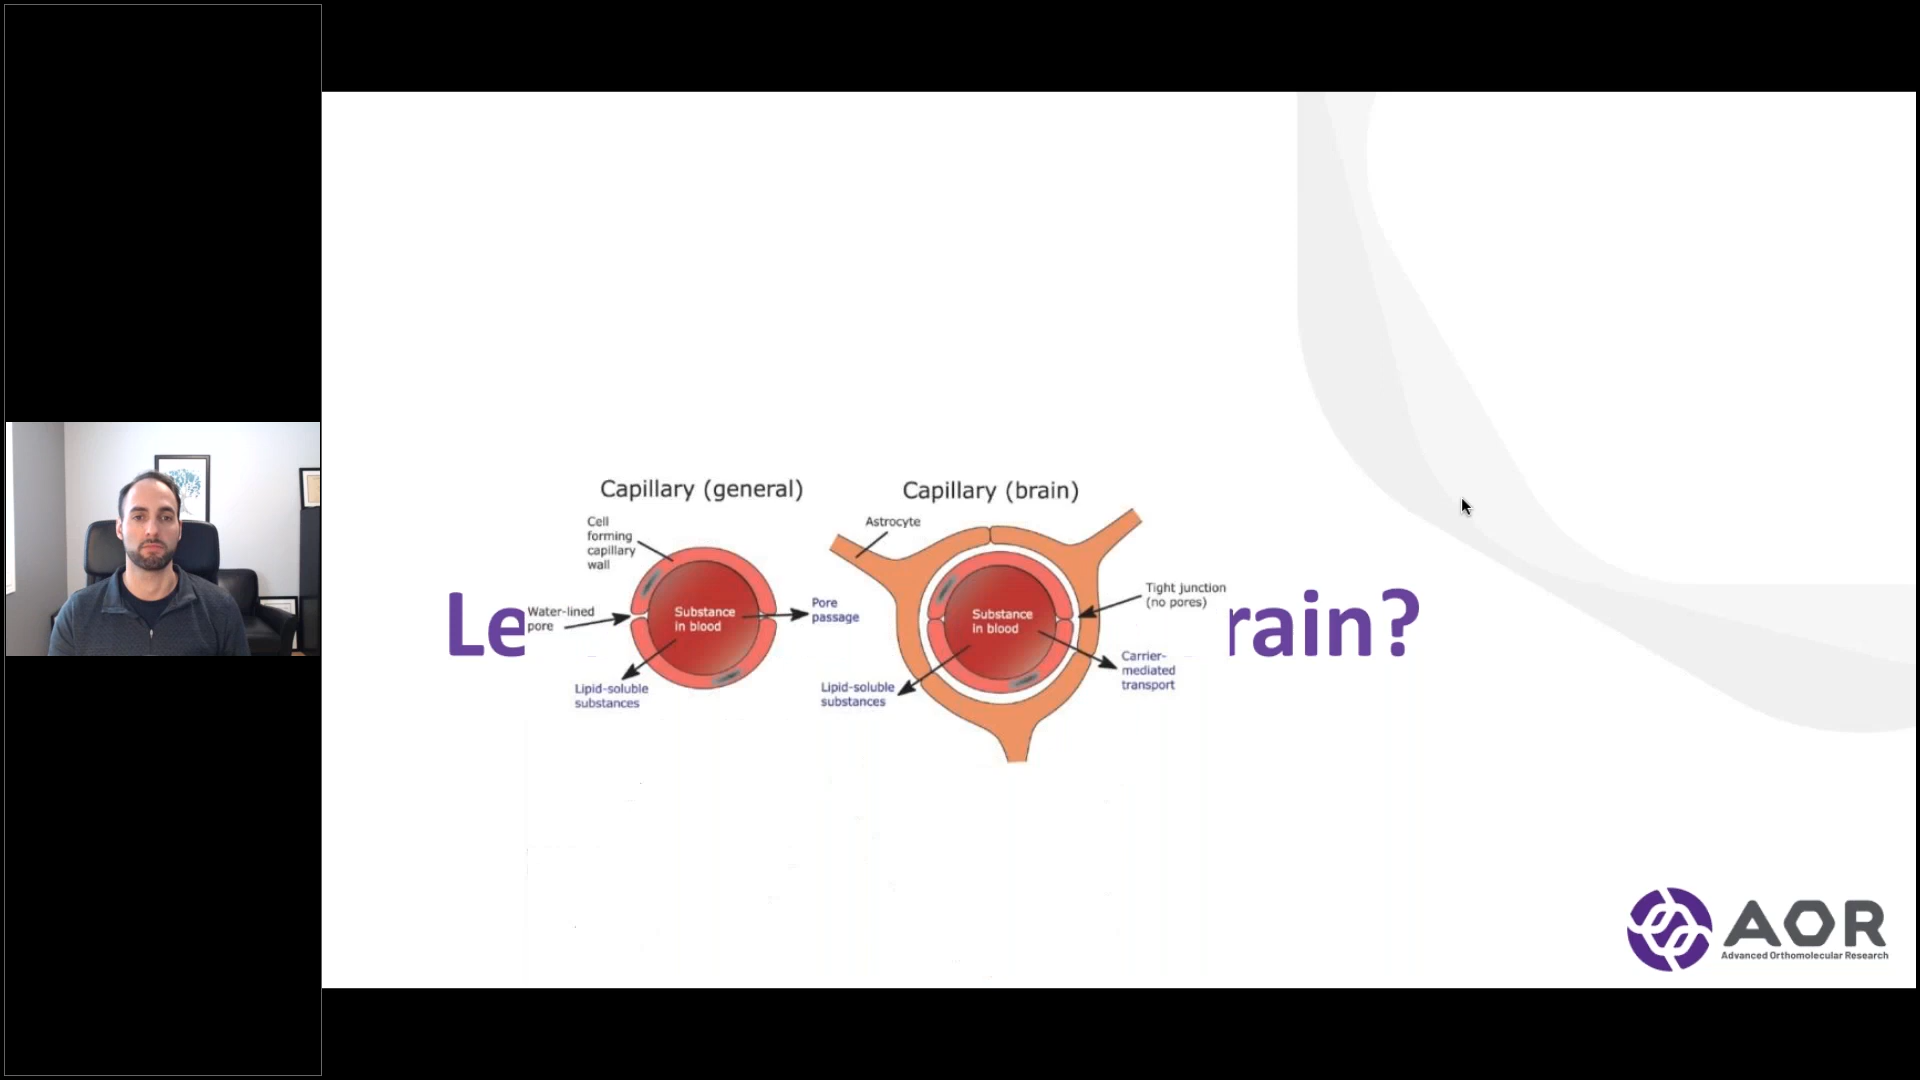 Capillary (general)
Capillary (brain)
Cell
forming
capillary
wall
Astrocyte
Water-lined
pore
Substance
in blood
Pore
passage
Lipid-soluble
substances
Substance
in blood
Tight junction
(no pores)
Carrier-
mediated
transport
Lipid-soluble
substances
Le
rain?
AOR
Advanced Orthomolecular Research